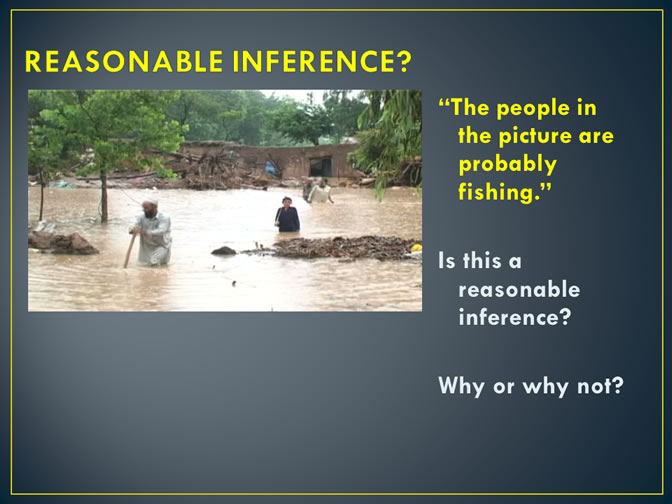 REASONABLE INFERENCE?
“The people in
the picture are
probably
fishing.”
Is this a
reasonable
inference?
Why or why not?